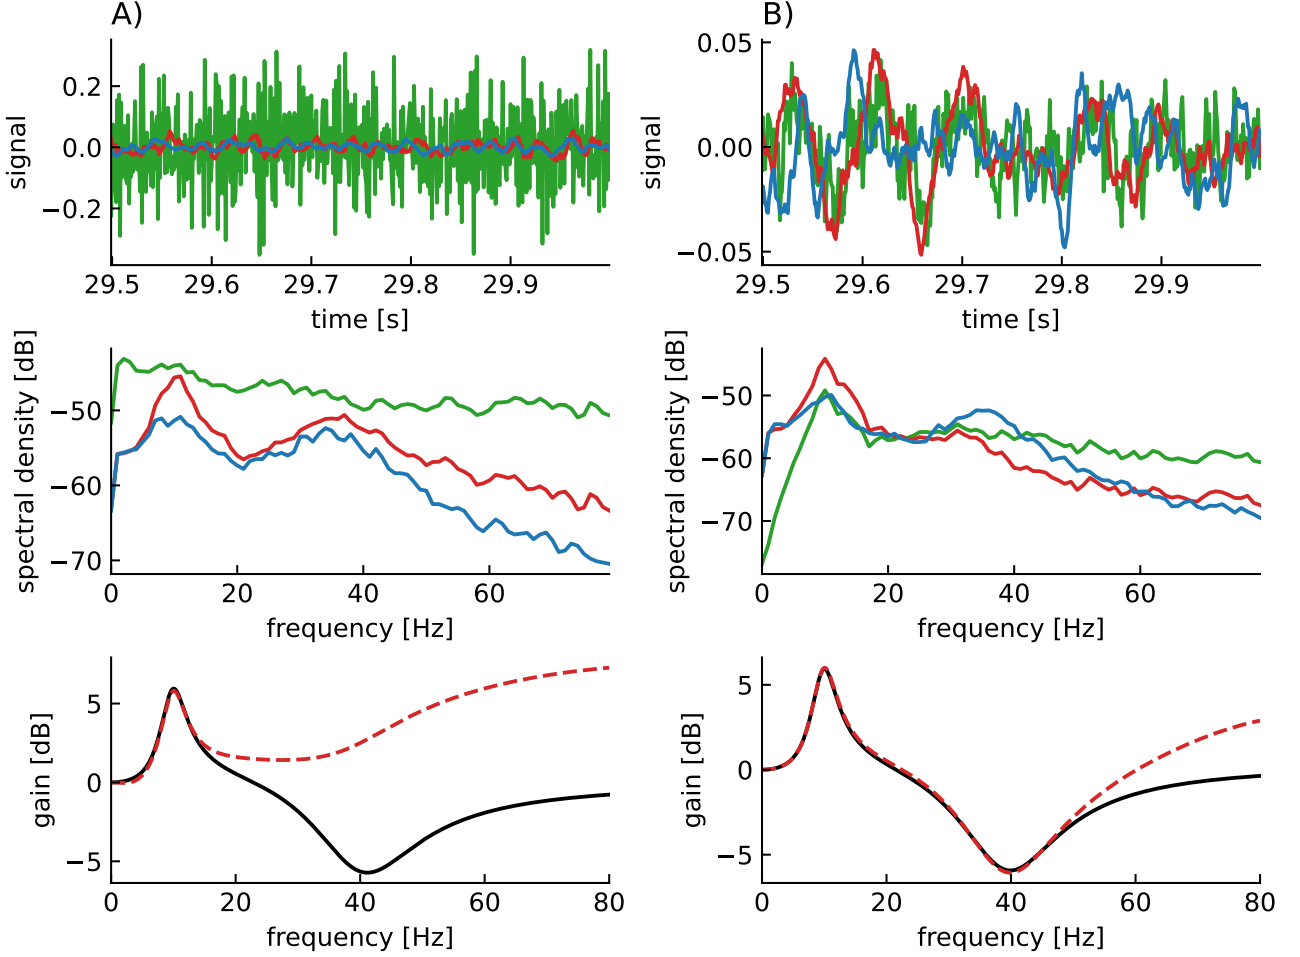 A)
B)
signal
0.2
0.0
−0.2
29.5 29.6 29.7 29.8 29.9
time [s]
signal
0.05
0.00
−0.05
29.5 29.6 29.7 29.8 29.9
time [s]
spectral density [dB]
−50
−60
−70
0 20 40 60
frequency [Hz]
spectral density [dB]
−50
−60
−70
0 20 40 60
frequency [Hz]
gain [dB]
5
0
−5
0 20 40 60 80
frequency [Hz]
gain [dB]
5
0
−5
0 20 40 60 80
frequency [Hz]